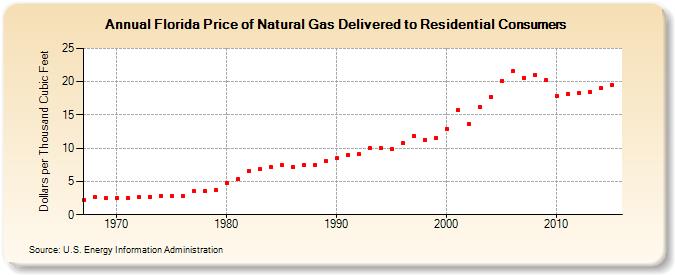 Annual Florida Price of Natural Gas Delivered to Residential Consumers
Dollars per Thousand Cubic Feet
25
20
15
10
5
0
1970 1980 1990 2000 2010
Source: U.S. Energy Information Administration